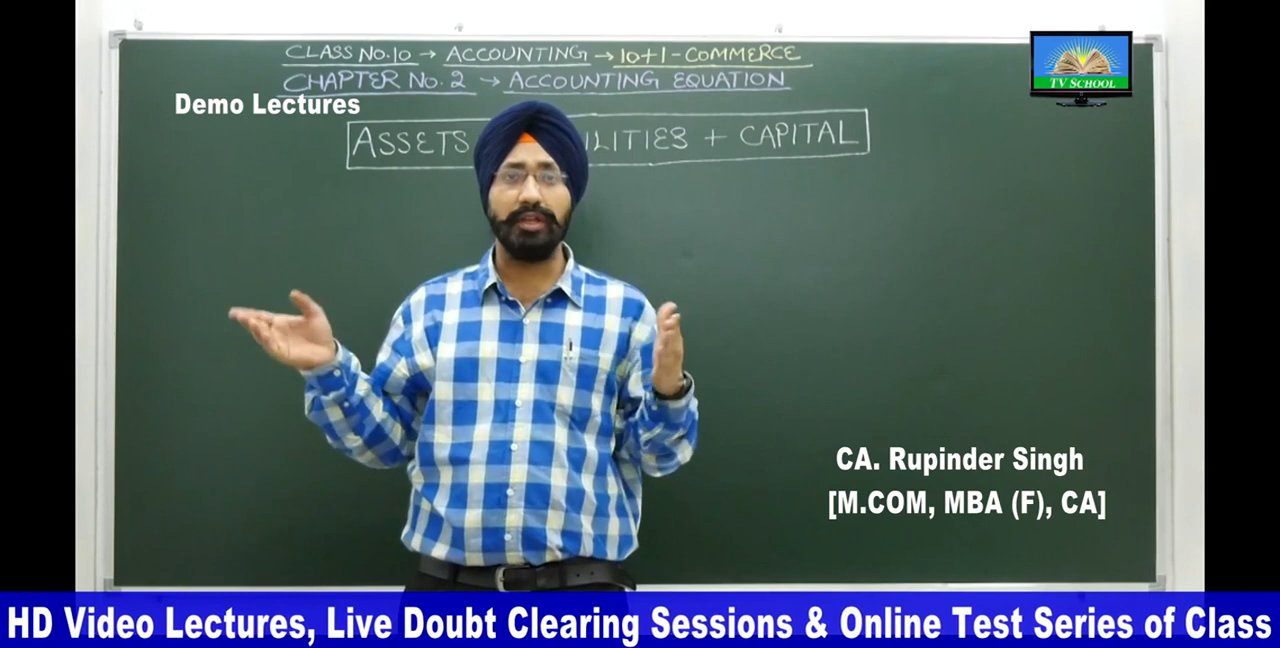 CLASS No.10 → ACCOUNTING → 10+1-COMMERCE
CHAPTER No. 2 → ACCOUNTING EQUATION
TV SCHOOL
Demo Lectures
ASSETS + CAPITAL
CA. Rupinder Singh
[M.COM, MBA (F), CA]
HD Video Lectures, Live Doubt Clearing Sessions & Online Test Series of Class